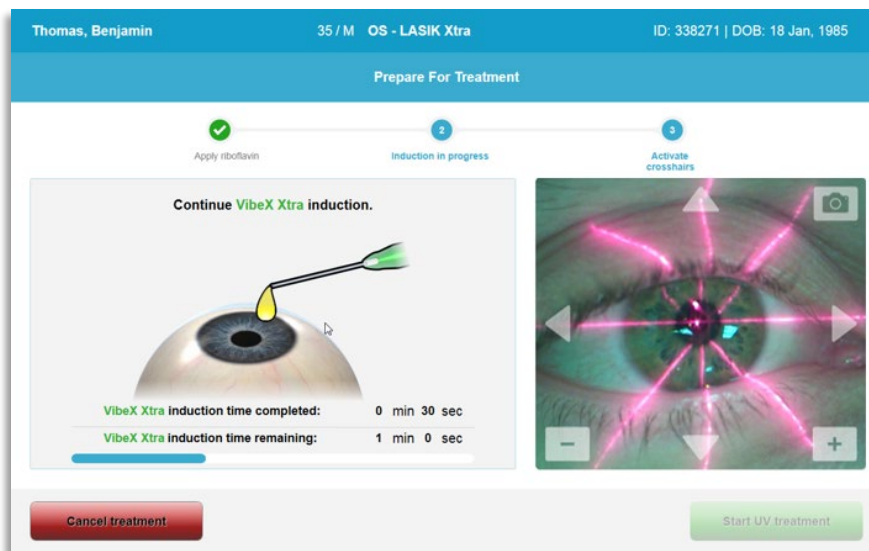 Thomas, Benjamin 35 / M OS - LASIK Xtra ID: 338271 | DOB: 18 Jan, 1985
Prepare For Treatment
2 3
Apply riboflavin Induction in progress Activate
crosshairs
Continue VibeX Xtra induction.
VibeX Xtra induction time completed: 0 min 30 sec
VibeX Xtra induction time remaining: 1 min 0 sec
− +
Cancel treatment Start UV treatment